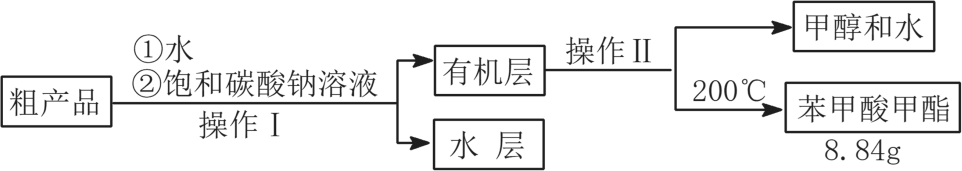 粗产品
①水
②饱和碳酸钠溶液
操作Ⅰ
有机层
水 层
操作Ⅱ
甲醇和水
200℃
苯甲酸甲酯
8.84g